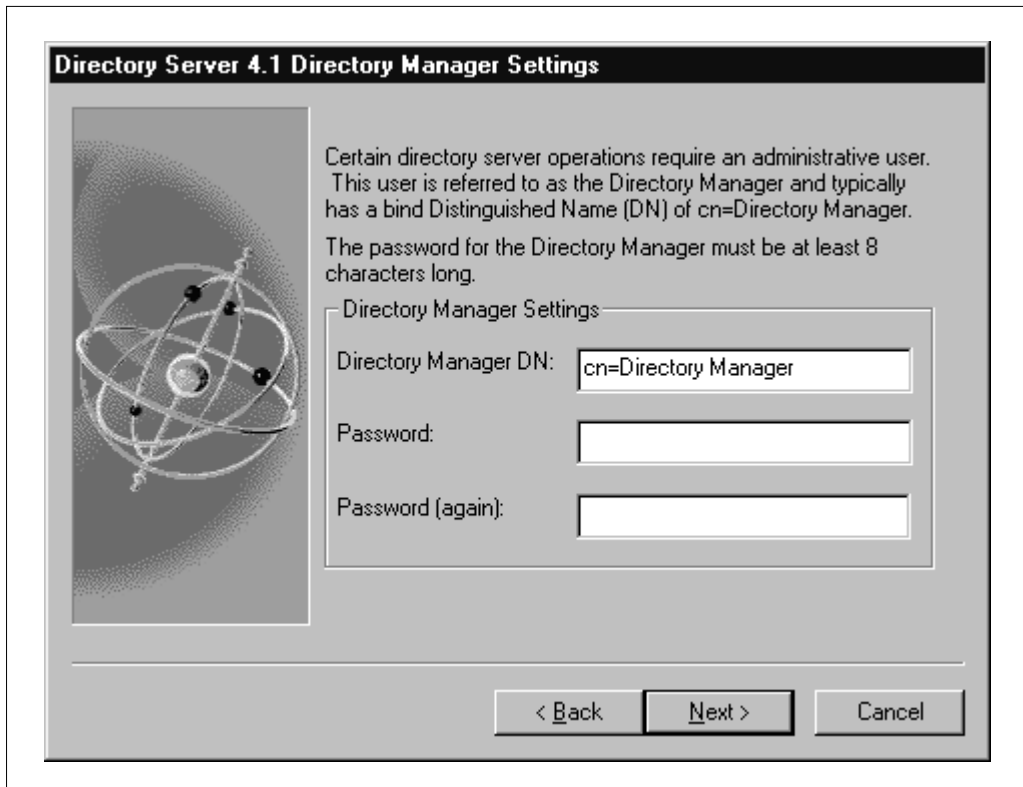 Directory Server 4.1 Directory Manager Settings
Certain directory server operations require an administrative user.
This user is referred to as the Directory Manager and typically
has a bind Distinguished Name (DN) of cn=Directory Manager.
The password for the Directory Manager must be at least 8
characters long.
Directory Manager Settings
Directory Manager DN: cn=Directory Manager
Password:
Password (again):
< Back Next > Cancel